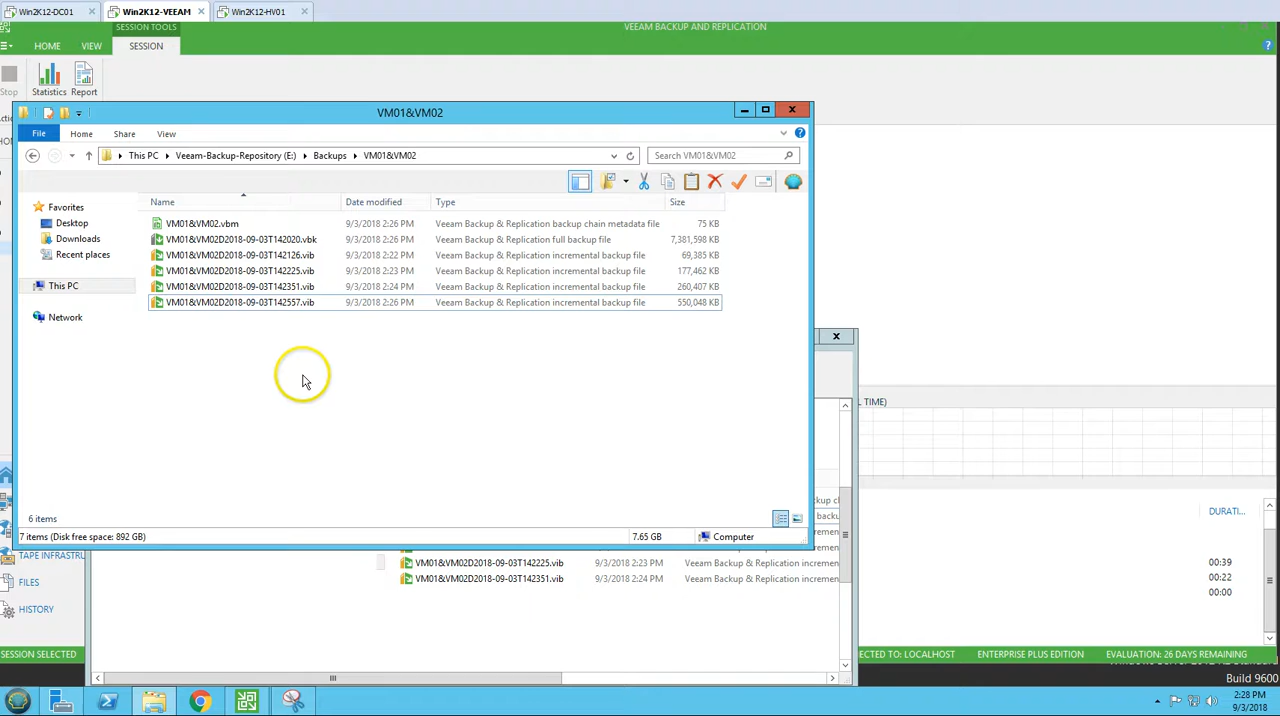 Win2K12-DC01 Win2K12-VEEAM Win2K12-HV01
SESSION TOOLS VEEAM BACKUP AND REPLICATION
HOME VIEW SESSION
Stop Statistics Report
VM01&VM02
File Home Share View
This PC Veeam-Backup-Repository (E:) Backups VM01&VM02 Search VM01&VM02
Name Date modified Type Size
Favorites
Desktop
Downloads
Recent places
This PC
Network
VM01&VM02.vbm 9/3/2018 2:26 PM Veeam Backup & Replication backup chain metadata file 75 KB
VM01&VM02D2018-09-03T142020.vbk 9/3/2018 2:26 PM Veeam Backup & Replication full backup file 7,381,598 KB
VM01&VM02D2018-09-03T142126.vib 9/3/2018 2:22 PM Veeam Backup & Replication incremental backup file 69,385 KB
VM01&VM02D2018-09-03T142225.vib 9/3/2018 2:23 PM Veeam Backup & Replication incremental backup file 177,462 KB
VM01&VM02D2018-09-03T142351.vib 9/3/2018 2:24 PM Veeam Backup & Replication incremental backup file 260,407 KB
VM01&VM02D2018-09-03T142557.vib 9/3/2018 2:26 PM Veeam Backup & Replication incremental backup file 550,048 KB
L TIME)
6 items
7 items (Disk free space: 892 GB) 7.65 GB Computer
DURATI...
TAPE INFRASTRU
FILES
HISTORY
VM01&VM02D2018-09-03T142225.vib 9/3/2018 2:23 PM Veeam Backup & Replication incremen
VM01&VM02D2018-09-03T142351.vib 9/3/2018 2:24 PM Veeam Backup & Replication incremen
00:39
00:22
00:00
SESSION SELECTED ECTED TO: LOCALHOST ENTERPRISE PLUS EDITION EVALUATION: 26 DAYS REMAINING
Build 9600
2:28 PM
9/3/2018